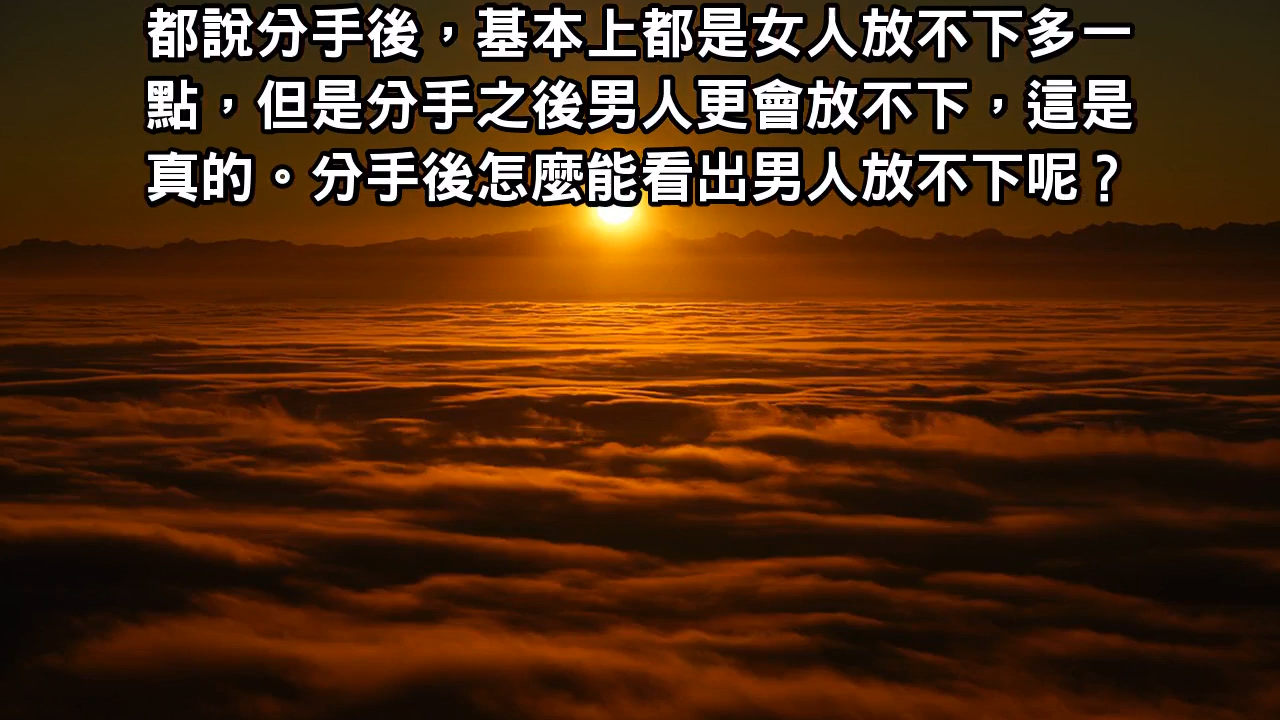 都說分手後，基本上都是女人放不下多一
點，但是分手之後男人更會放不下，這是
真的。分手後怎麼能看出男人放不下呢？